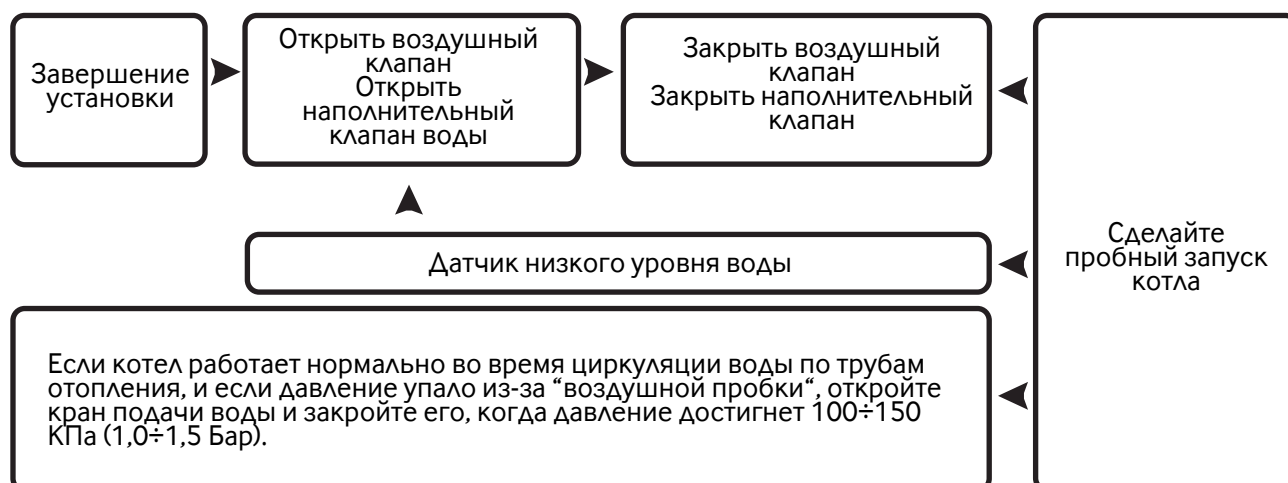 Завершение
установки
Открыть воздушный
клапан
Открыть
наполнительный
клапан воды
Закрыть воздушный
клапан
Закрыть наполнительный
клапан
Сделайте
пробный запуск
котла
Датчик низкого уровня воды
Если котел работает нормально во время циркуляции воды по трубам
отопления, и если давление упало из-за “воздушной пробки“, откройте
кран подачи воды и закройте его, когда давление достигнет 100÷150
КПа (1,0÷1,5 Бар).